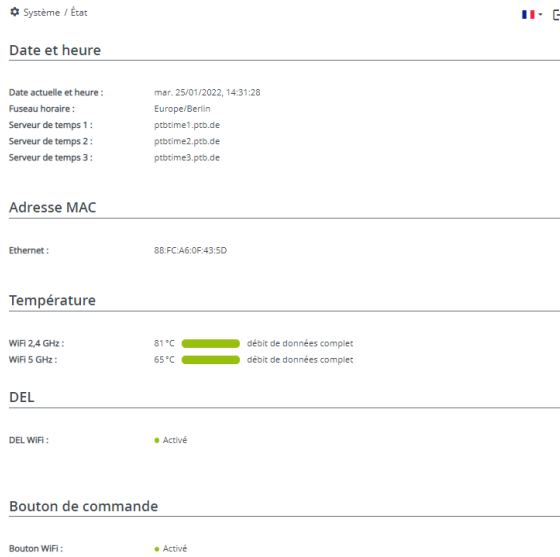 Système / État
Date et heure
Date actuelle et heure : mar. 25/01/2022, 14:31:28
Fuseau horaire : Europe/Berlin
Serveur de temps 1 : ptbtime1.ptb.de
Serveur de temps 2 : ptbtime2.ptb.de
Serveur de temps 3 : ptbtime3.ptb.de
Adresse MAC
Ethernet : 88:FC:A6:0F:43:5D
Température
WiFi 2,4 GHz : 81 °C débit de données complet
WiFi 5 GHz : 65 °C débit de données complet
DEL
DEL WiFi : Activé
Bouton de commande
Bouton WiFi : Activé